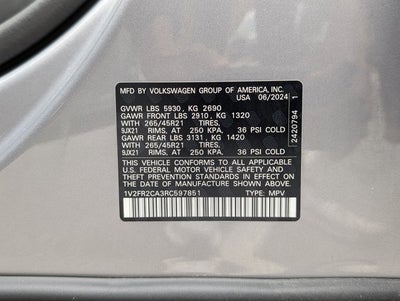 MFD BY VOLKSWAGEN GROUP OF AMERICA, INC.
USA 06/2024
GVWR LBS 5930, KG 2690
GAWR FRONT LBS 2910, KG 1320
WITH 265/45R21 TIRES,
9JX21 RIMS, AT 250 KPA, 36 PSI COLD
GAWR REAR LBS 3131, KG 1420
WITH 265/45R21 TIRES,
9JX21 RIMS, AT 250 KPA, 36 PSI COLD
THIS VEHICLE CONFORMS TO ALL APPLICABLE
U.S. FEDERAL MOTOR VEHICLE SAFETY AND
THEFT PREVENTION STANDARDS IN EFFECT ON THE
DATE OF MANUFACTURE SHOWN ABOVE.
1V2FR2CA3RC597851 TYPE: MPV
2420794 1